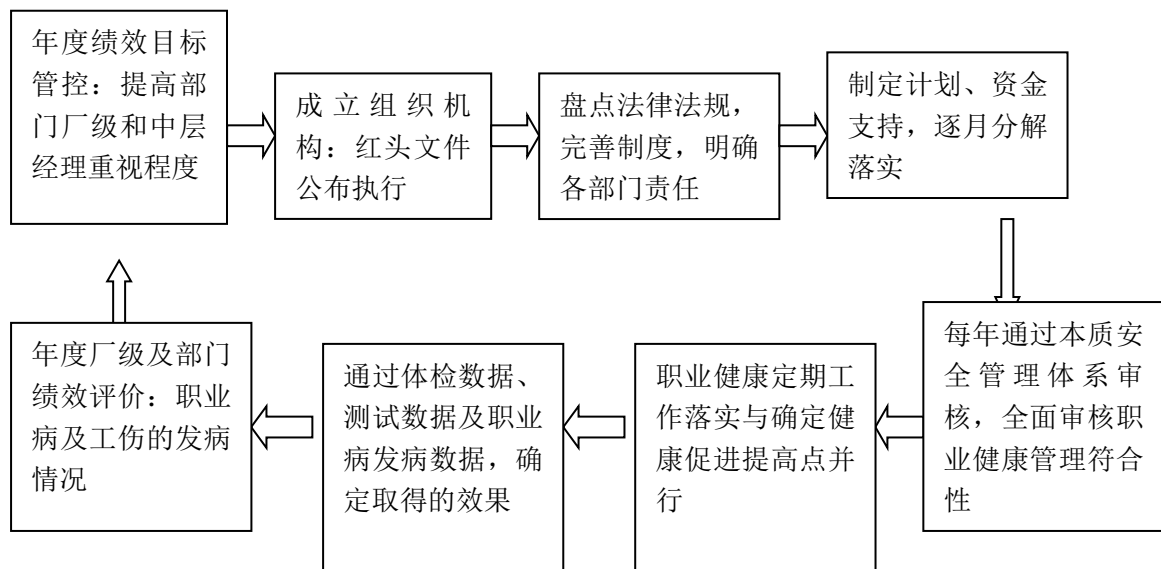 年度绩效目标
管控：提高部
门厂级和中层
经理重视程度
成立组织机
构：红头文件
公布执行
盘点法律法规，
完善制度，明确
各部门责任
制定计划、资金
支持，逐月分解
落实
每年通过本质安
全管理体系审
核，全面审核职
业健康管理符合
性
职业健康定期工
作落实与确定健
康促进提高点并
行
通过体检数据、
测试数据及职业
病发病数据，确
定取得的效果
年度厂级及部门
绩效评价：职业
病及工伤的发病
情况